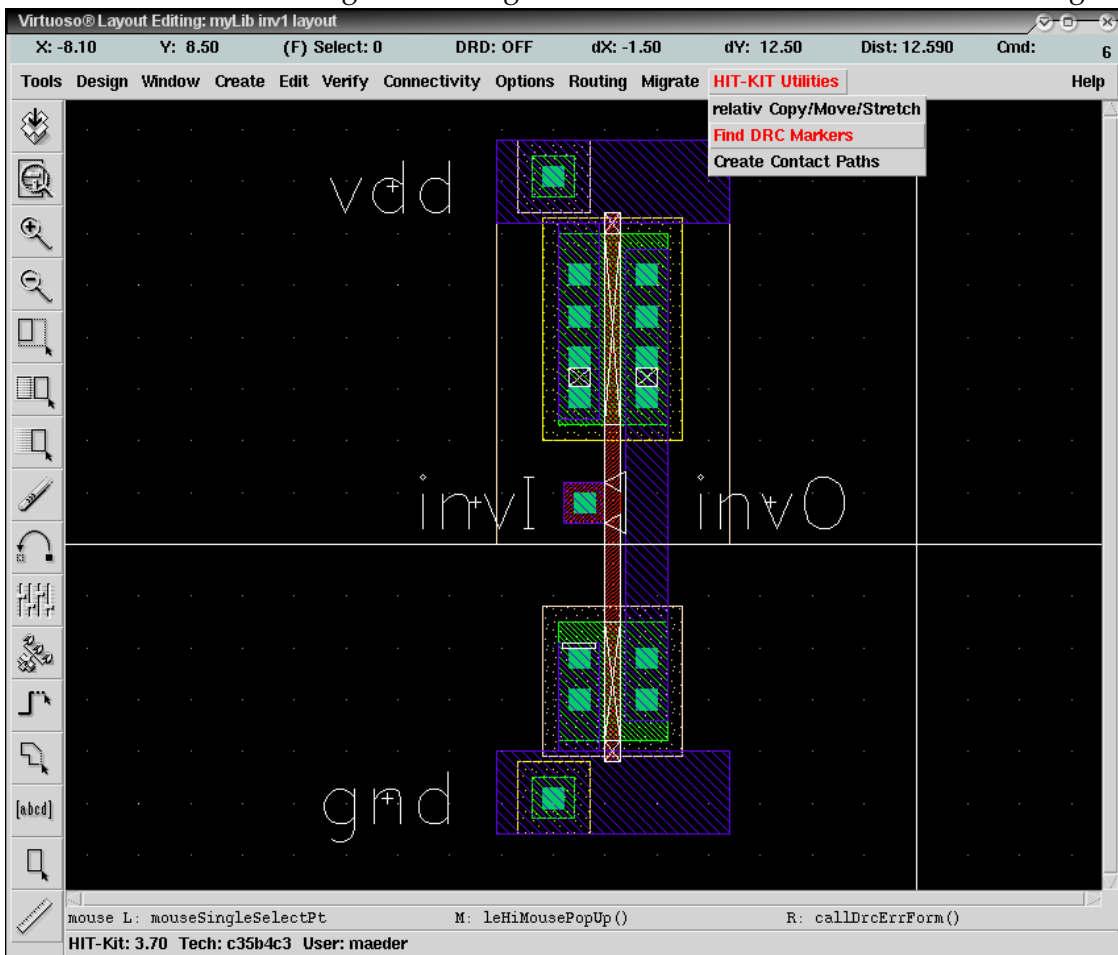 Virtuoso® Layout Editing: myLib inv1 layout
X: -8.10 Y: 8.50 (F) Select: 0 DRD: OFF dX: -1.50 dY: 12.50 Dist: 12.590 Cmd: 6
Tools Design Window Create Edit Verify Connectivity Options Routing Migrate HIT-KIT Utilities Help
relativ Copy/Move/Stretch
Find DRC Markers
Create Contact Paths
vdd
invI invO
gnd
[abcd]
mouse L: mouseSingleSelectPt M: leHiMousePopUp() R: callDrcErrForm()
HIT-Kit: 3.70 Tech: c35b4c3 User: maeder